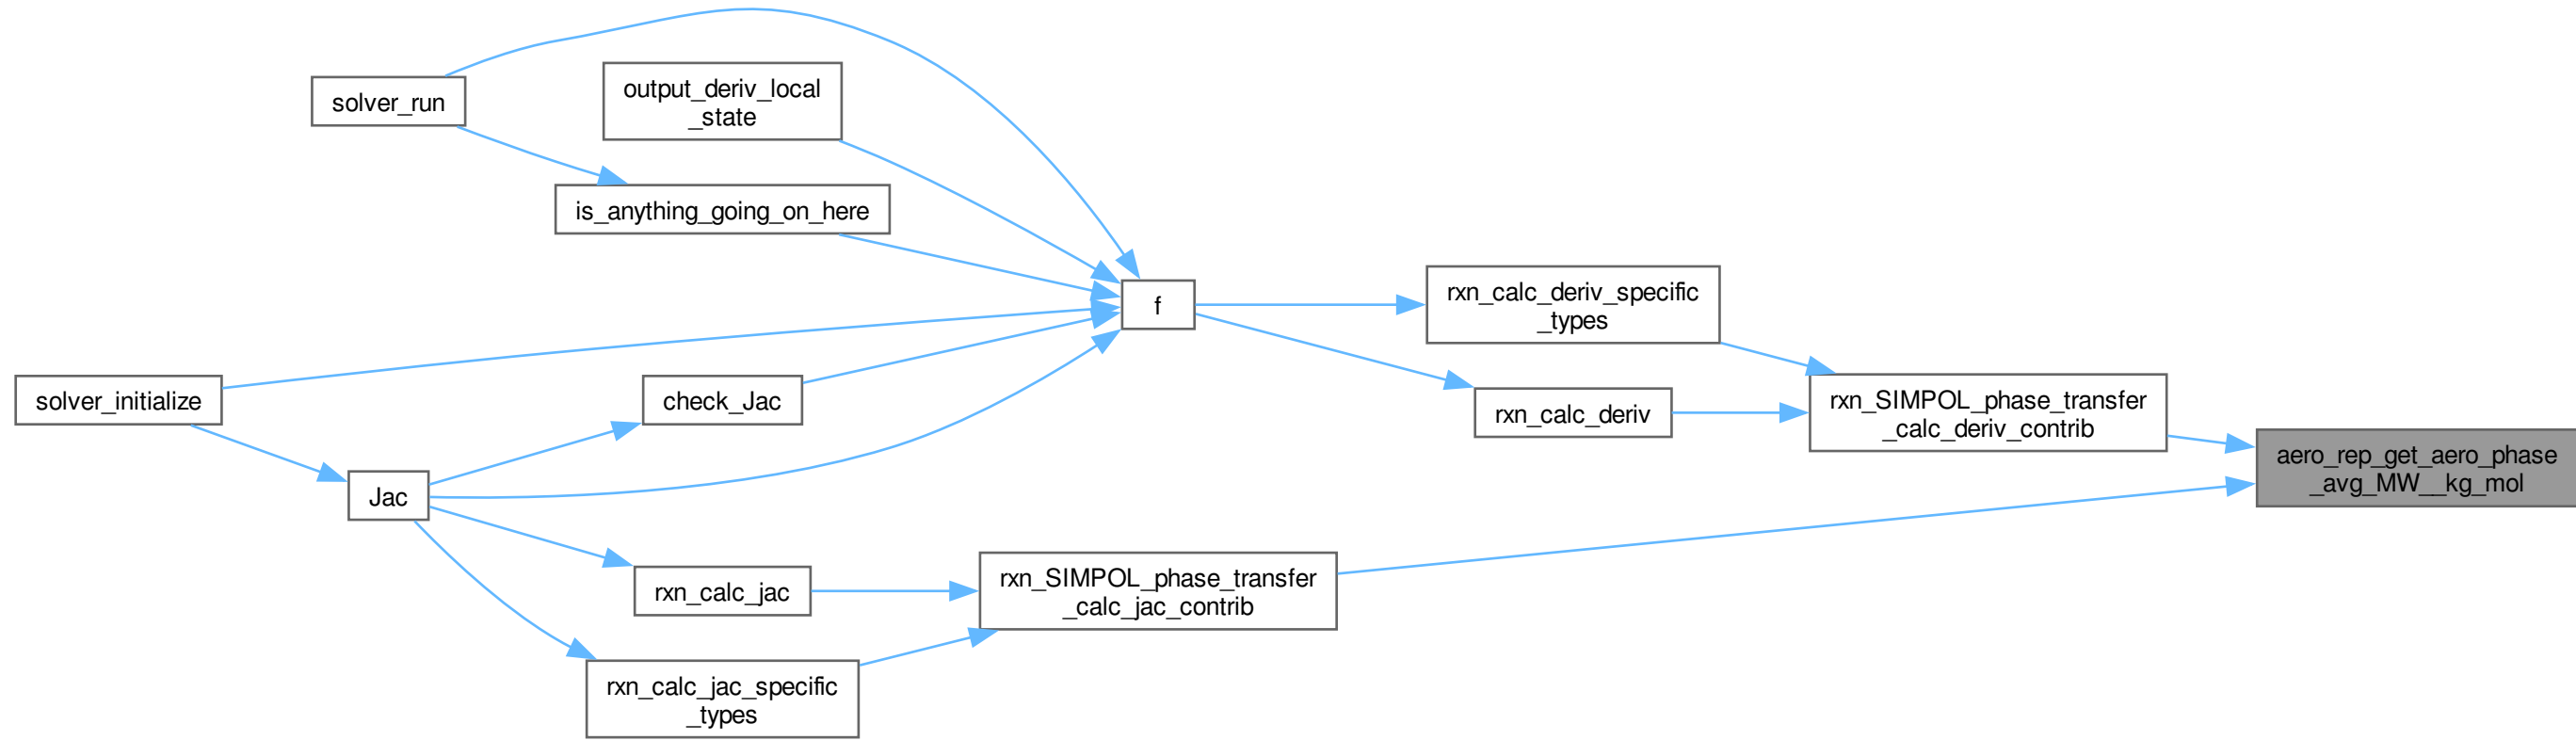 solver_run
output_deriv_local
_state
is_anything_going_on_here
f
rxn_calc_deriv_specific
_types
solver_initialize
check_Jac
rxn_calc_deriv
rxn_SIMPOL_phase_transfer
_calc_deriv_contrib
aero_rep_get_aero_phase
_avg_MW__kg_mol
Jac
rxn_calc_jac
rxn_SIMPOL_phase_transfer
_calc_jac_contrib
rxn_calc_jac_specific
_types